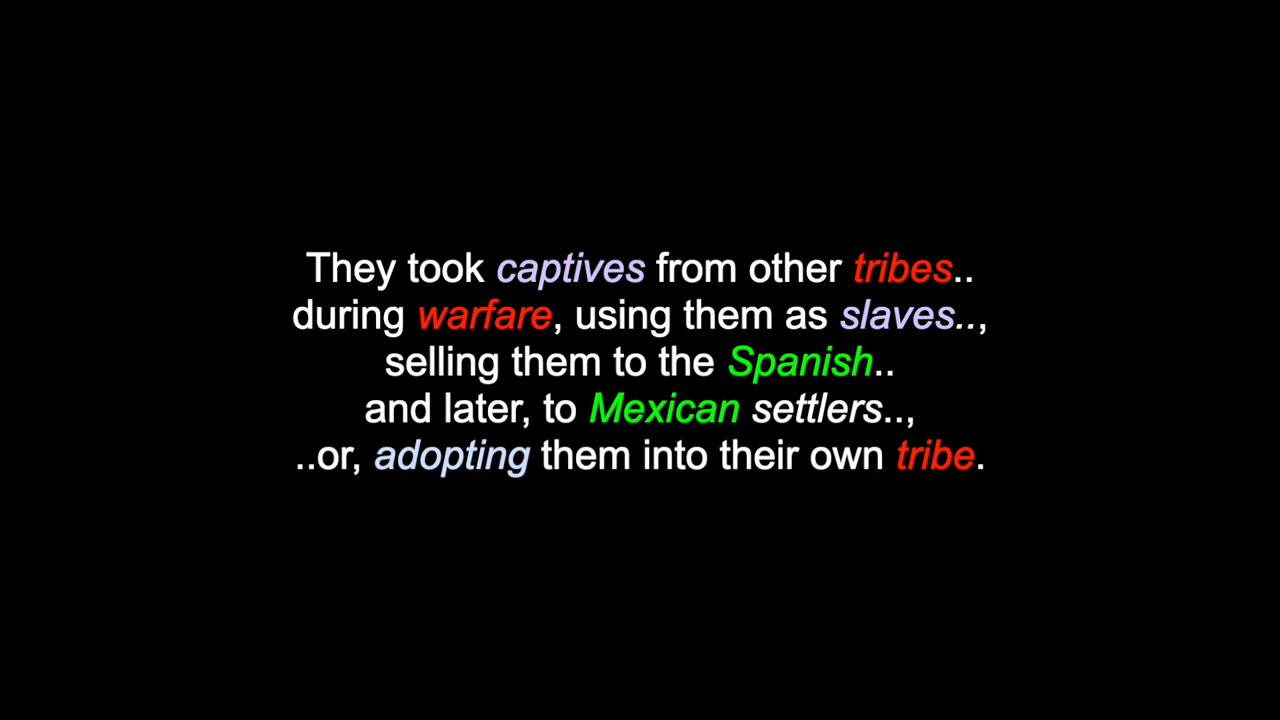 They took captives from other tribes..
during warfare, using them as slaves..,
selling them to the Spanish..
and later, to Mexican settlers..,
..or, adopting them into their own tribe.